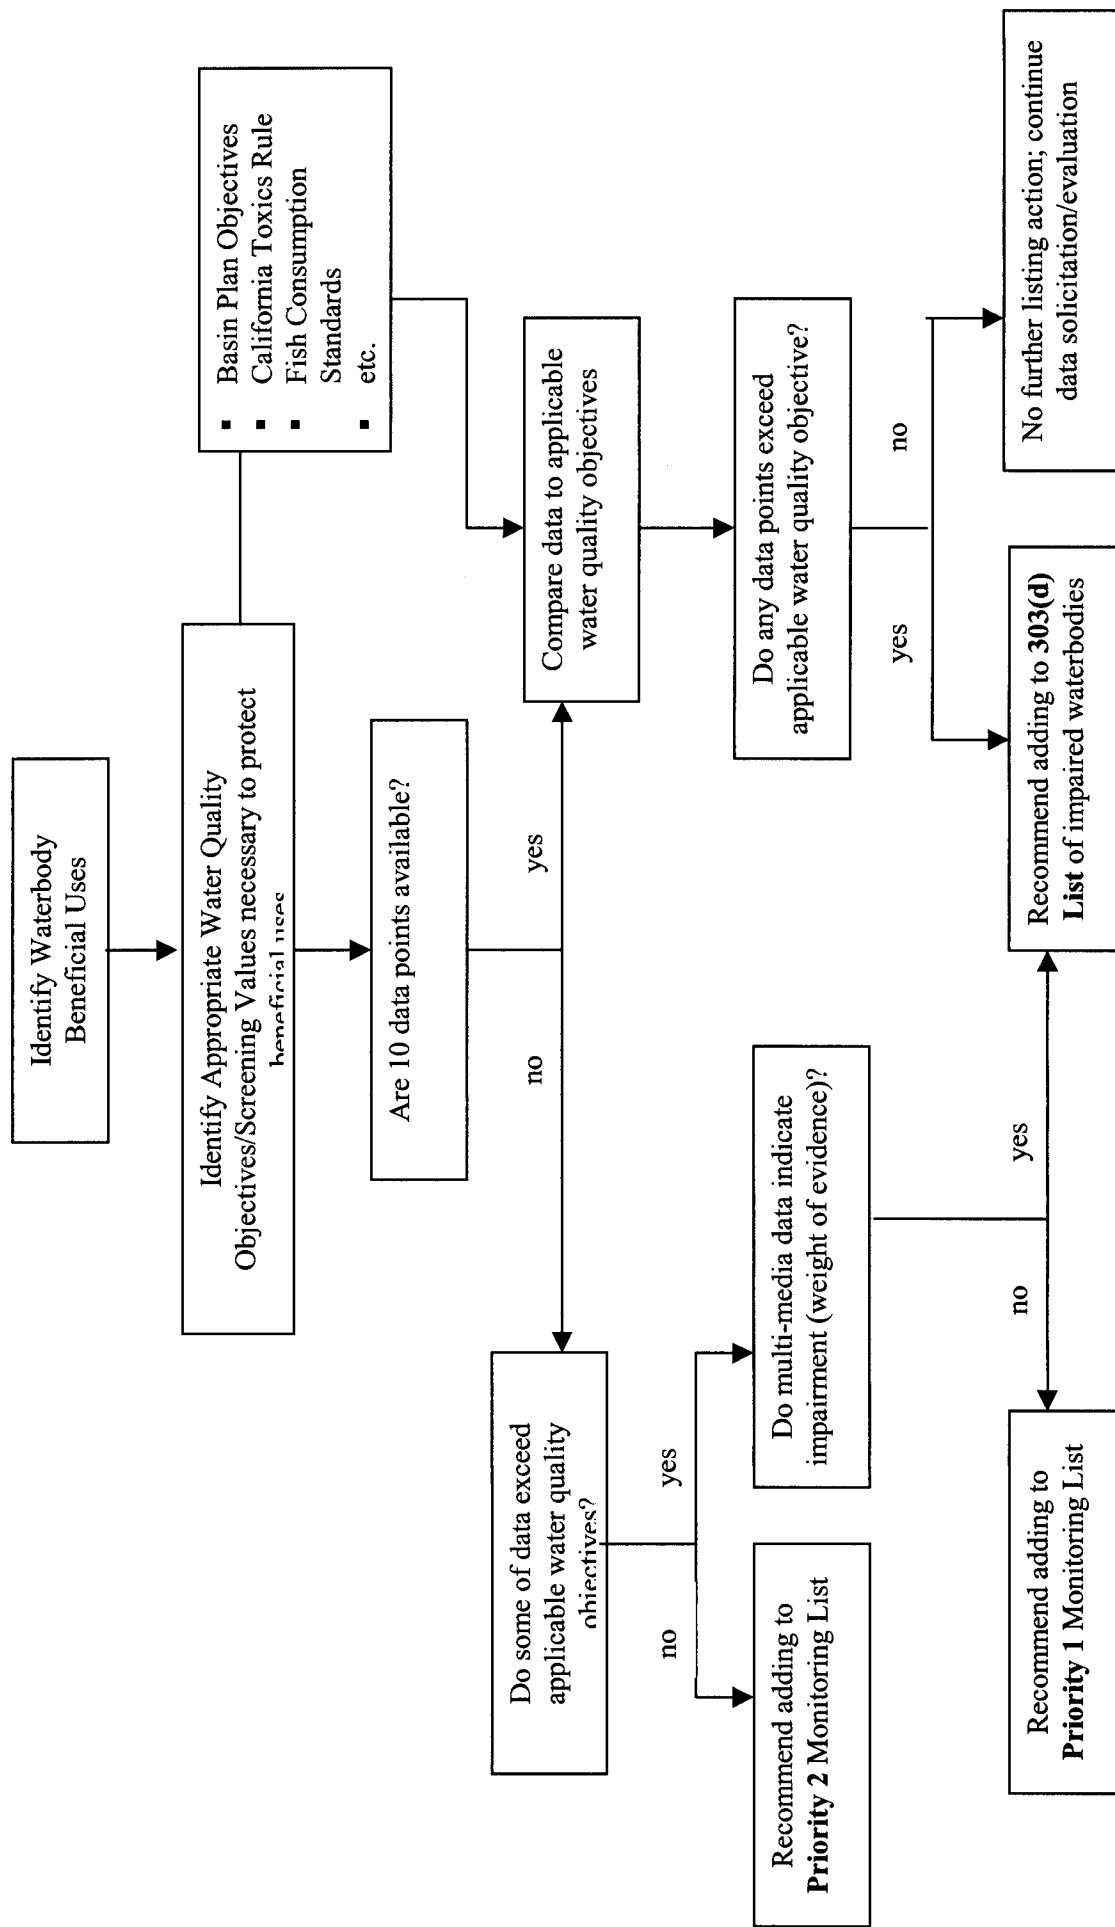 Identify Waterbody
Beneficial Uses
Identify Appropriate Water Quality
Objectives/Screening Values necessary to protect
beneficial uses
▪ Basin Plan Objectives
▪ California Toxics Rule
▪ Fish Consumption
Standards
▪ etc.
Are 10 data points available?
no
yes
Do some of data exceed
applicable water quality
objectives?
Compare data to applicable
water quality objectives
no
yes
Recommend adding to
Priority 2 Monitoring List
Do multi-media data indicate
impairment (weight of evidence)?
Do any data points exceed
applicable water quality objective?
no
yes
yes
no
Recommend adding to
Priority 1 Monitoring List
Recommend adding to 303(d)
List of impaired waterbodies
No further listing action; continue
data solicitation/evaluation